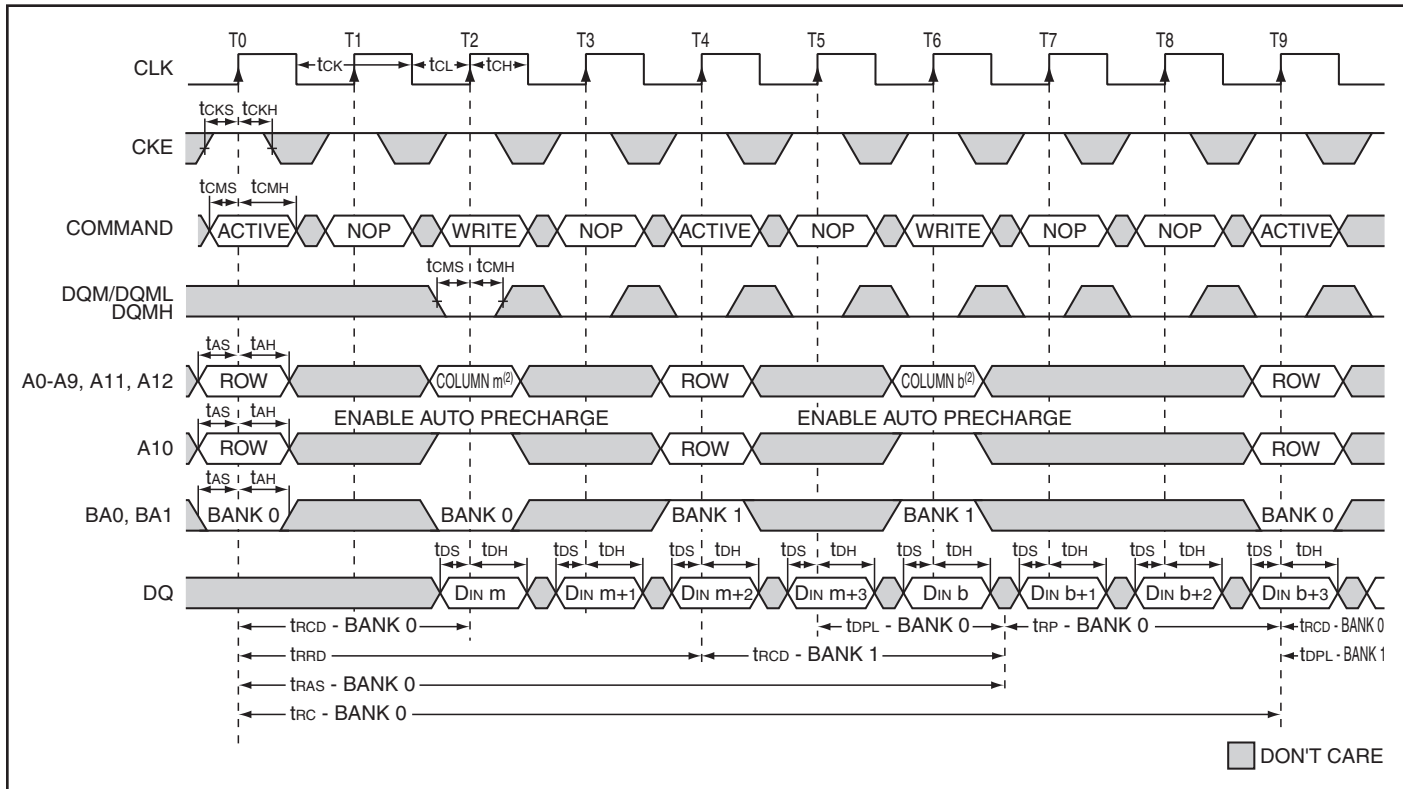 T0 T1 T2 T3 T4 T5 T6 T7 T8 T9
CLK tCK tCL tCH
tCKS tCKH
CKE
tCMS tCMH
COMMAND ACTIVE NOP WRITE NOP ACTIVE NOP WRITE NOP NOP ACTIVE
tCMS tCMH
DQM/DQML
DQMH
tAS tAH
A0-A9, A11, A12 ROW COLUMN m(2) ROW COLUMN b(2) ROW
tAS tAH ENABLE AUTO PRECHARGE ENABLE AUTO PRECHARGE
A10 ROW ROW ROW
tAS tAH
BA0, BA1 BANK 0 BANK 0 BANK 1 BANK 1 BANK 0
tDS tDH tDS tDH tDS tDH tDS tDH tDS tDH tDS tDH tDS tDH tDS tDH
DQ DIN m DIN m+1 DIN m+2 DIN m+3 DIN b DIN b+1 DIN b+2 DIN b+3
tRCD - BANK 0 tDPL - BANK 0 tRP - BANK 0 tRCD - BANK 0
tRRD tRCD - BANK 1 tDPL - BANK 1
tRAS - BANK 0
tRC - BANK 0
DON'T CARE